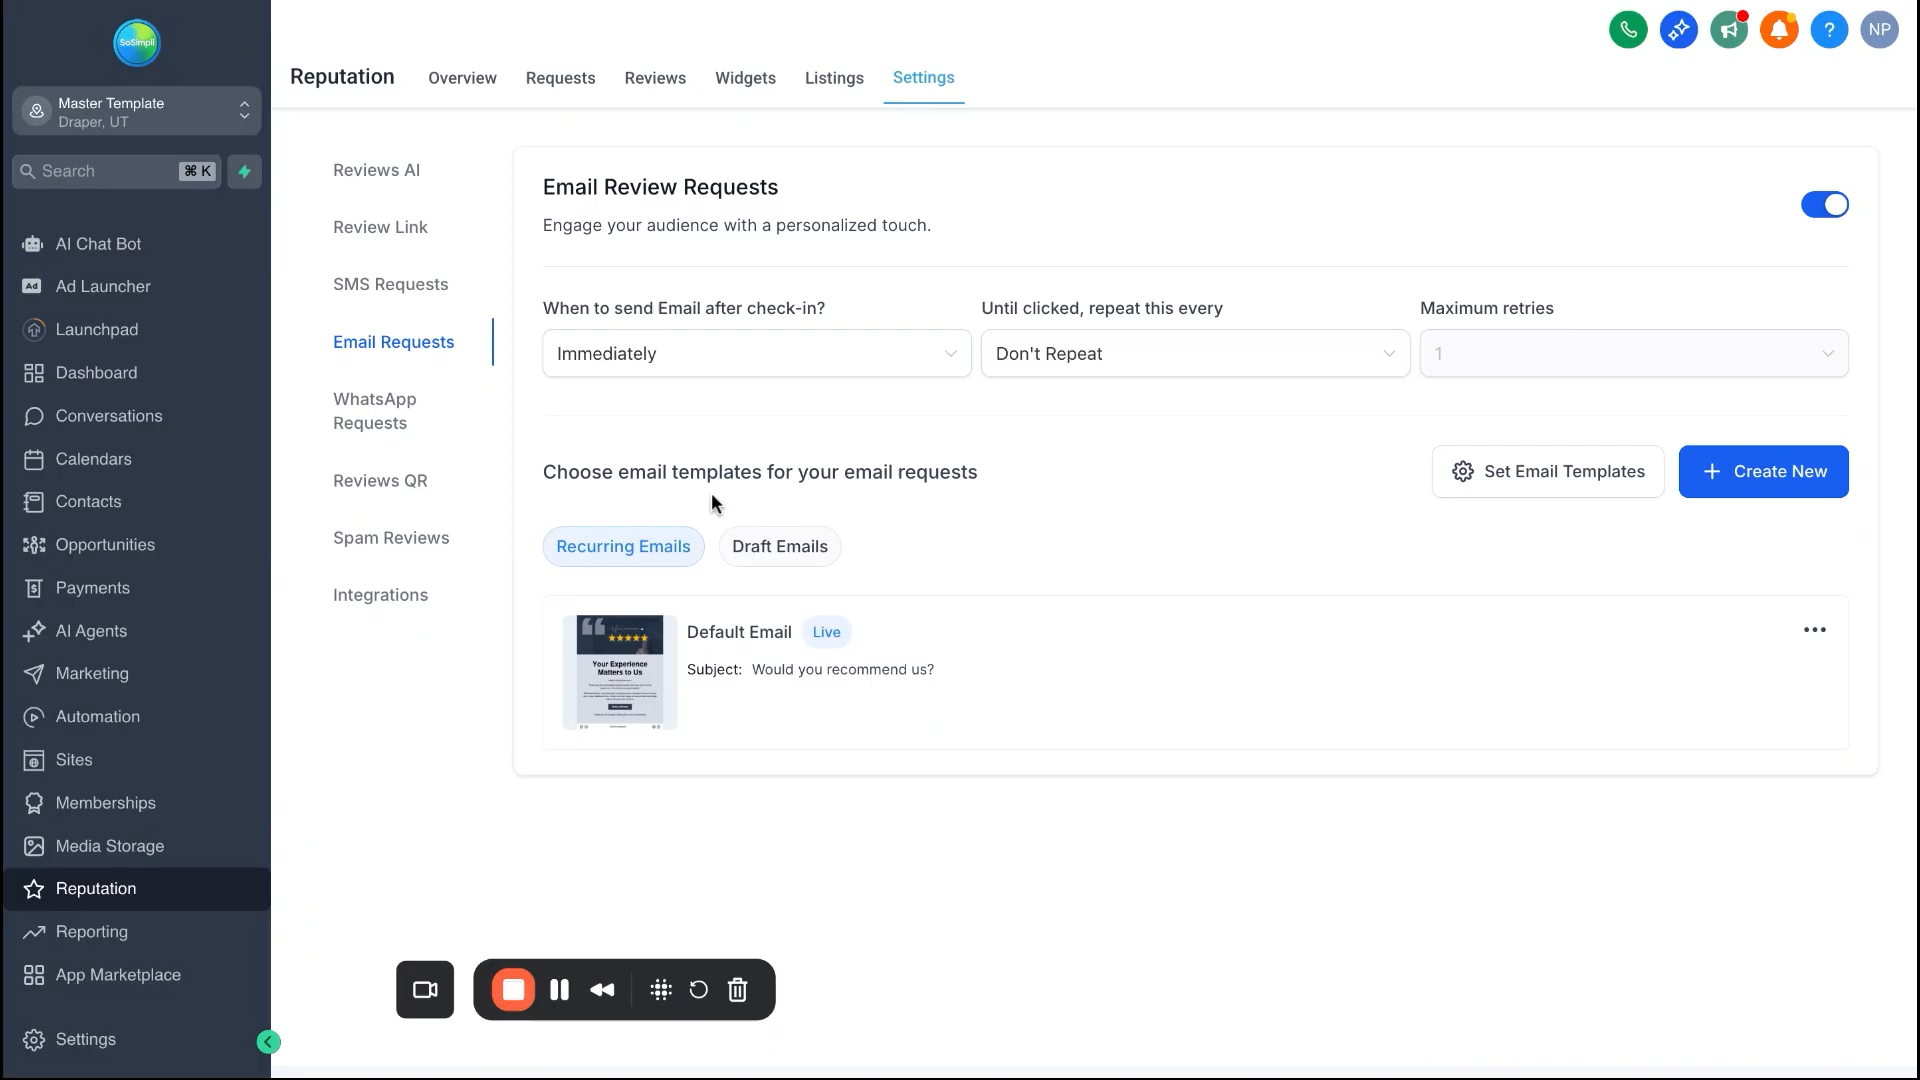 SoSimpli
Master Template
Draper, UT
Search
⌘ K
AI Chat Bot
Ad
Ad Launcher
Launchpad
Dashboard
Conversations
Calendars
Contacts
Opportunities
Payments
AI Agents
Marketing
Automation
Sites
Memberships
Media Storage
Reputation
Reporting
App Marketplace
Settings
Reputation
Overview
Requests
Reviews
Widgets
Listings
Settings
?
NP
Reviews AI
Review Link
SMS Requests
Email Requests
WhatsApp
Requests
Reviews QR
Spam Reviews
Integrations
Email Review Requests
Engage your audience with a personalized touch.
When to send Email after check-in?
Immediately
Until clicked, repeat this every
Don't Repeat
Maximum retries
1
Choose email templates for your email requests
Set Email Templates
Create New
Recurring Emails
Draft Emails
Your Experience
Matters to Us
Default Email
Live
Subject: Would you recommend us?